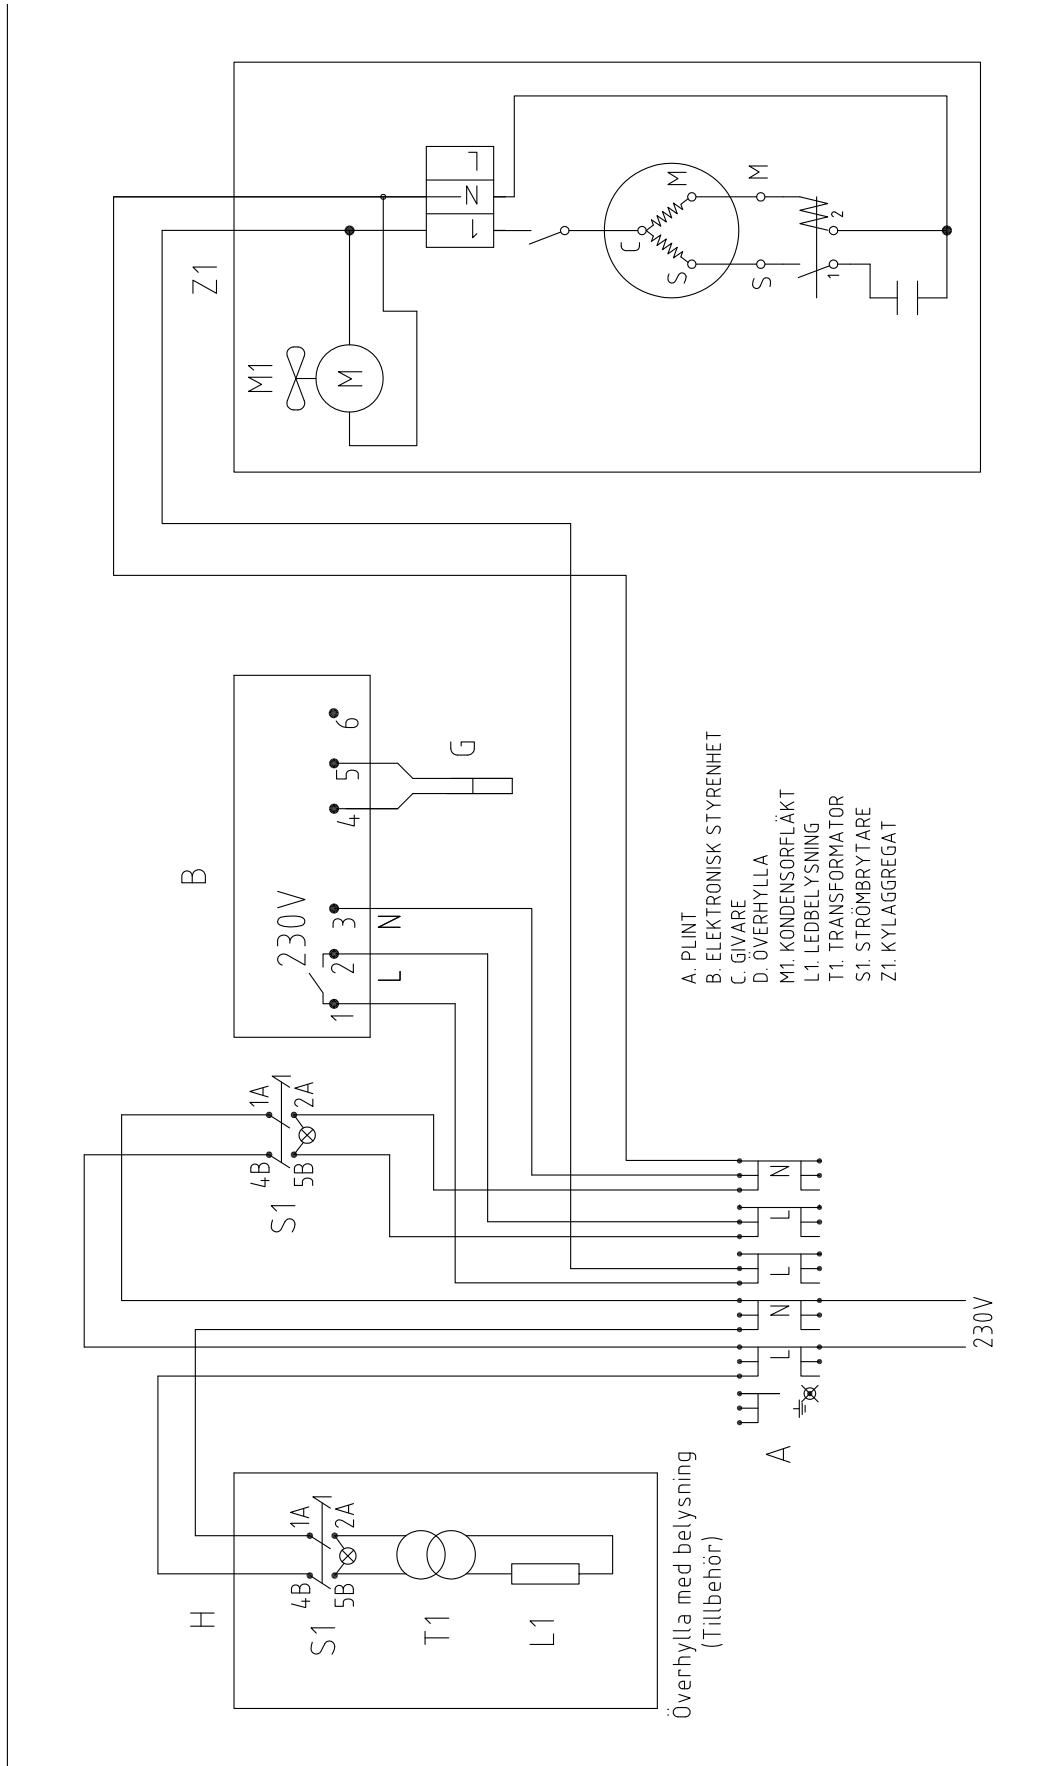 Z1
M1
M
1
N
L
C
M
S
M
S
2
1
B
230V
1
2
3
4
5
6
L
N
G
S1
1A
2A
4B
5B
A. PLINT
B. ELEKTRONISK STYRENHET
C. GIVARE
D. ÖVERHYLLA
M1. KONDENSORFLÄKT
L1. LEDBELYSNING
T1. TRANSFORMATOR
S1. STRÖMBRYTARE
Z1. KYLAGGREGAT
L
N
L
L
N
230V
A
H
S1
1A
2A
4B
5B
T1
L1
Överhylla med belysning
(Tillbehör)